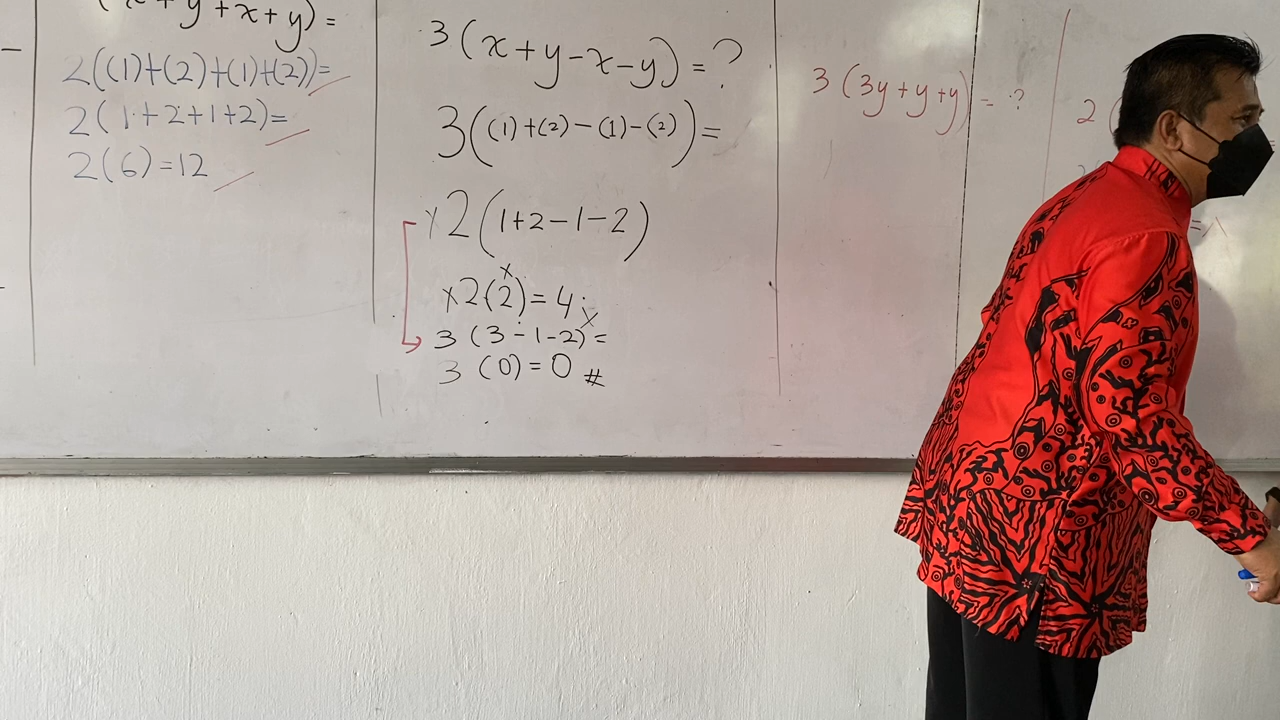 (x+y+x+y) =
2((1)+(2)+(1)+(2))=
2(1+2+1+2)=
2(6)=12
3(x+y-x-y)=?
3((1)+(2)-(1)-(2))=
x2(1+2-1-2)
x
x2(2)=4
x
3(3-1-2)=
3(0)=0 #
3(3y+y+y)=?
2(